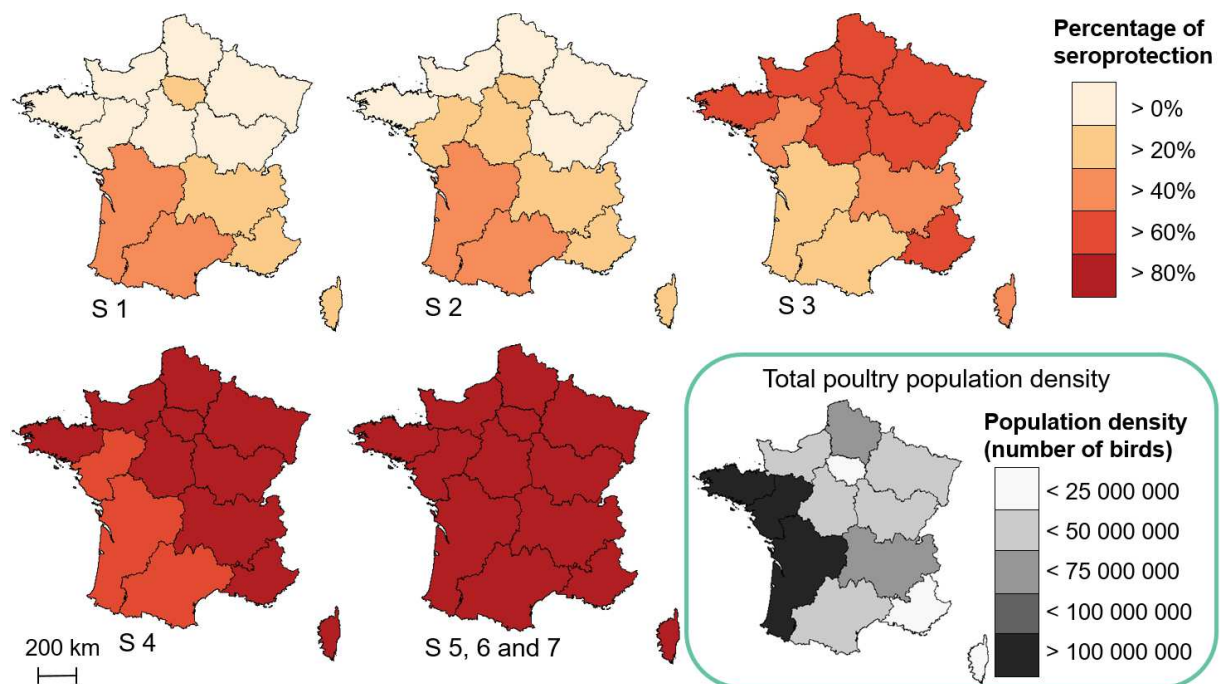 Percentage of
seroprotection
> 0%
> 20%
> 40%
> 60%
> 80%
S 1
S 2
S 3
S 4
S 5, 6 and 7
200 km
Total poultry population density
Population density
(number of birds)
< 25 000 000
< 50 000 000
< 75 000 000
< 100 000 000
> 100 000 000